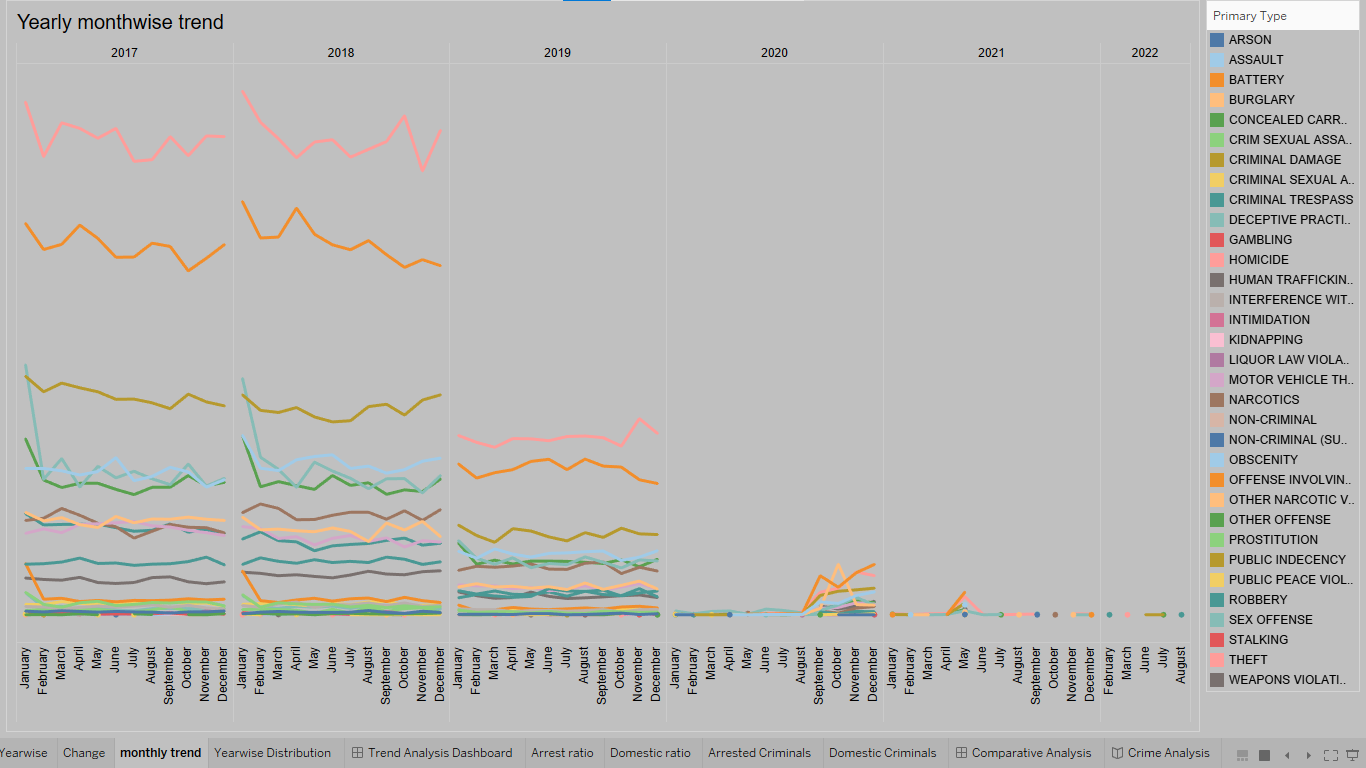 Yearly monthwise trend
2017 2018 2019 2020 2021 2022
January February March April May June July August September October November December
January February March April May June July August September October November December
January February March April May June July August September October November December
January February March April May June July August September October November December
January February March April May June July August September October November December
February March June July August
Primary Type
ARSON
ASSAULT
BATTERY
BURGLARY
CONCEALED CARR..
CRIM SEXUAL ASSA..
CRIMINAL DAMAGE
CRIMINAL SEXUAL A..
CRIMINAL TRESPASS
DECEPTIVE PRACTI..
GAMBLING
HOMICIDE
HUMAN TRAFFICKIN..
INTERFERENCE WIT..
INTIMIDATION
KIDNAPPING
LIQUOR LAW VIOLA..
MOTOR VEHICLE TH..
NARCOTICS
NON-CRIMINAL
NON-CRIMINAL (SU..
OBSCENITY
OFFENSE INVOLVIN..
OTHER NARCOTIC V..
OTHER OFFENSE
PROSTITUTION
PUBLIC INDECENCY
PUBLIC PEACE VIOL..
ROBBERY
SEX OFFENSE
STALKING
THEFT
WEAPONS VIOLATI..
Yearwise Change monthly trend Yearwise Distribution Trend Analysis Dashboard Arrest ratio Domestic ratio Arrested Criminals Domestic Criminals Comparative Analysis Crime Analysis